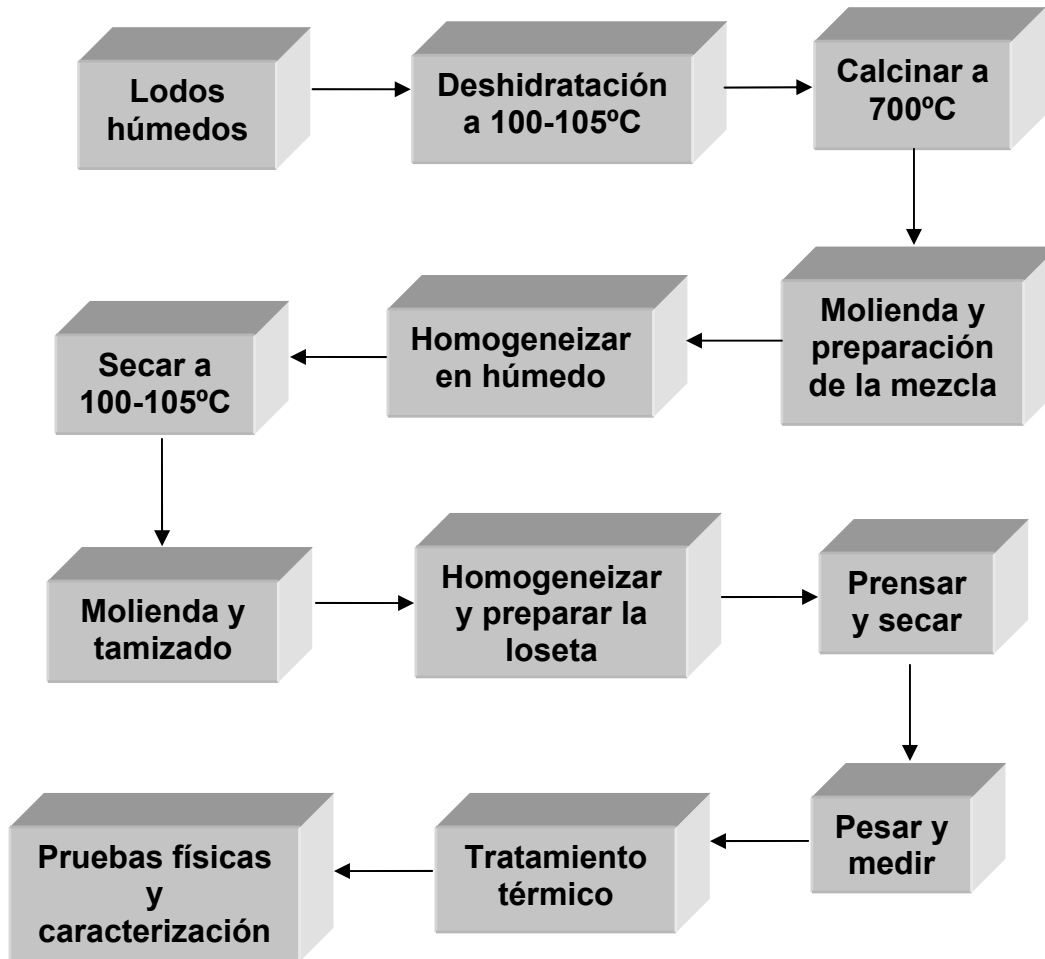 Lodos
húmedos
Deshidratación
a 100-105ºC
Calcinar a
700ºC
Molienda y
preparación
de la mezcla
Homogeneizar
en húmedo
Secar a
100-105ºC
Molienda y
tamizado
Homogeneizar
y preparar la
loseta
Prensar
y secar
Pesar y
medir
Tratamiento
térmico
Pruebas físicas
y
caracterización